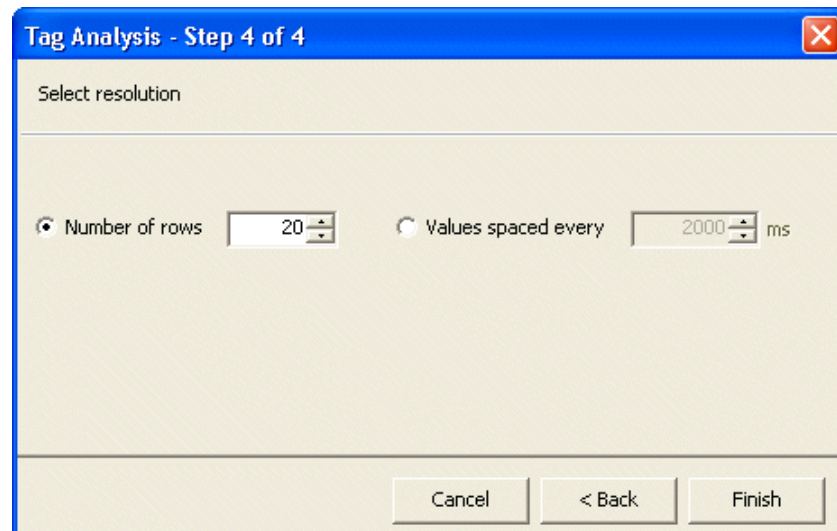 Tag Analysis - Step 4 of 4
Select resolution
Number of rows 20 Values spaced every 2000 ms
Cancel < Back Finish